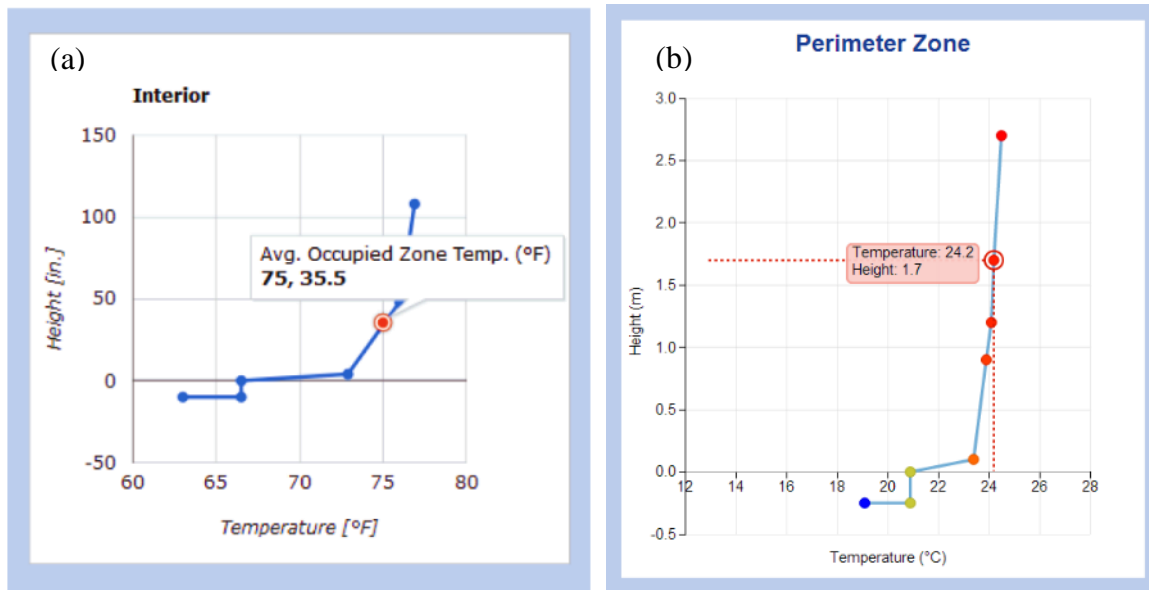 (a)
Interior
150
100
50
0
-50
60 65 70 75 80
Height [in.]
Temperature [°F]
Avg. Occupied Zone Temp. (°F)
75, 35.5
(b)
Perimeter Zone
3.0
2.5
2.0
1.5
1.0
0.5
0.0
-0.5
12 14 16 18 20 22 24 26 28
Height (m)
Temperature (°C)
Temperature: 24.2
Height: 1.7